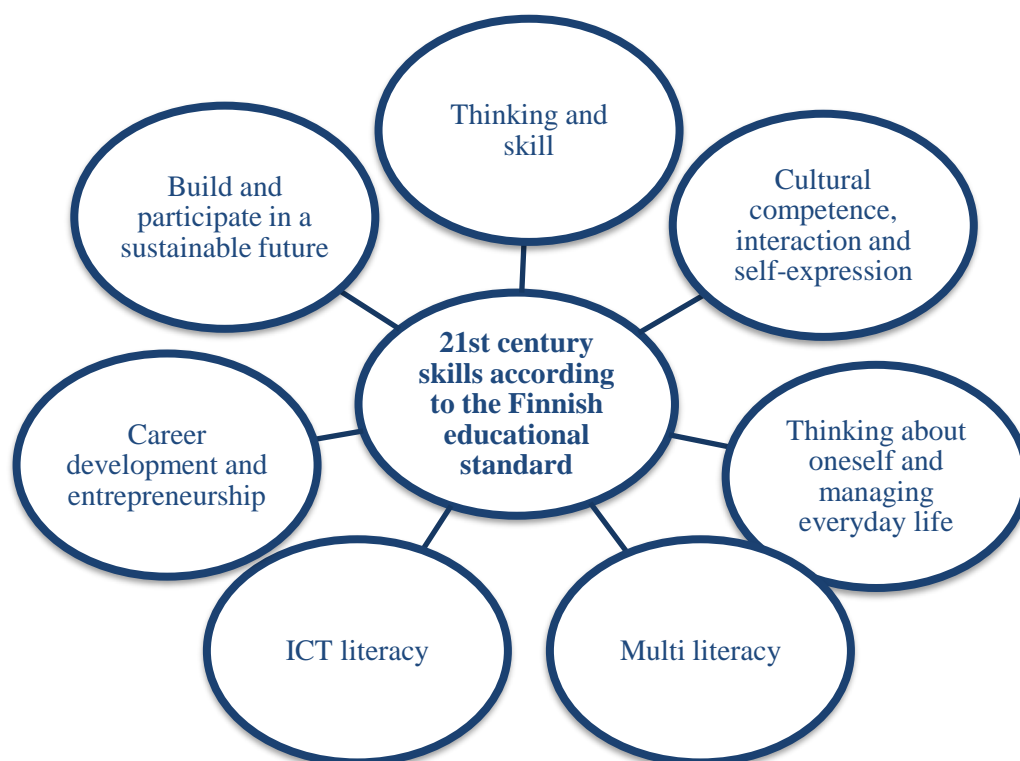 Thinking and
skill
Cultural
competence,
interaction and
self-expression
Thinking about
oneself and
managing
everyday life
Multi literacy
ICT literacy
Career
development and
entrepreneurship
Build and
participate in a
sustainable future
21st century
skills according
to the Finnish
educational
standard